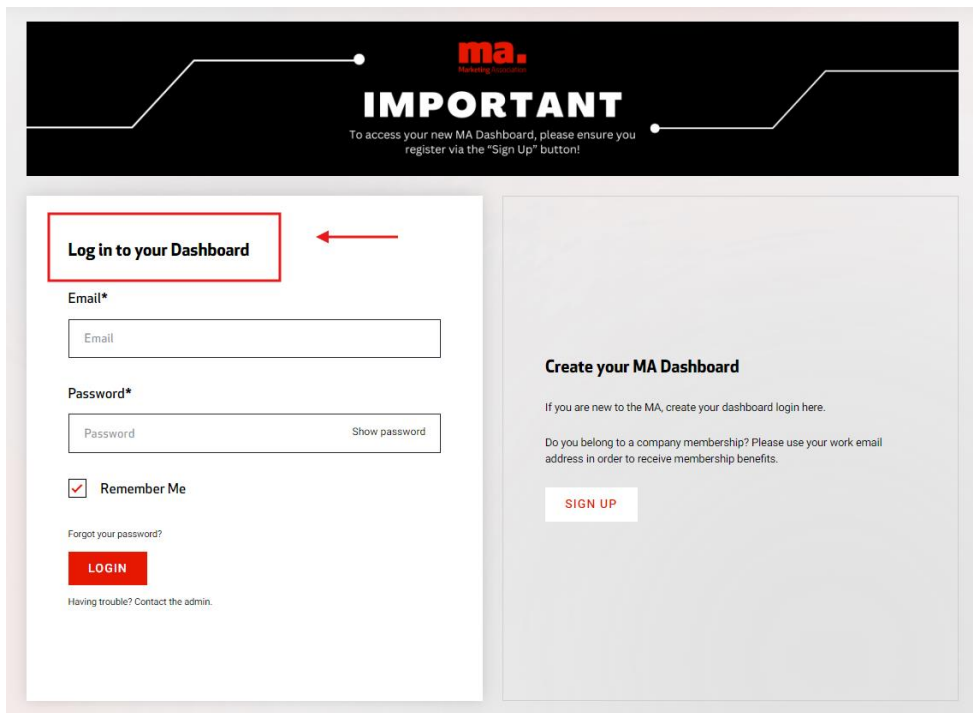 ma.
Marketing Association
IMPORTANT
To access your new MA Dashboard, please ensure you
register via the “Sign Up” button!
Log in to your Dashboard
Email*
Email
Password*
Password
Show password
Remember Me
Forgot your password?
LOGIN
Having trouble? Contact the admin.
Create your MA Dashboard
If you are new to the MA, create your dashboard login here.
Do you belong to a company membership? Please use your work email
address in order to receive membership benefits.
SIGN UP